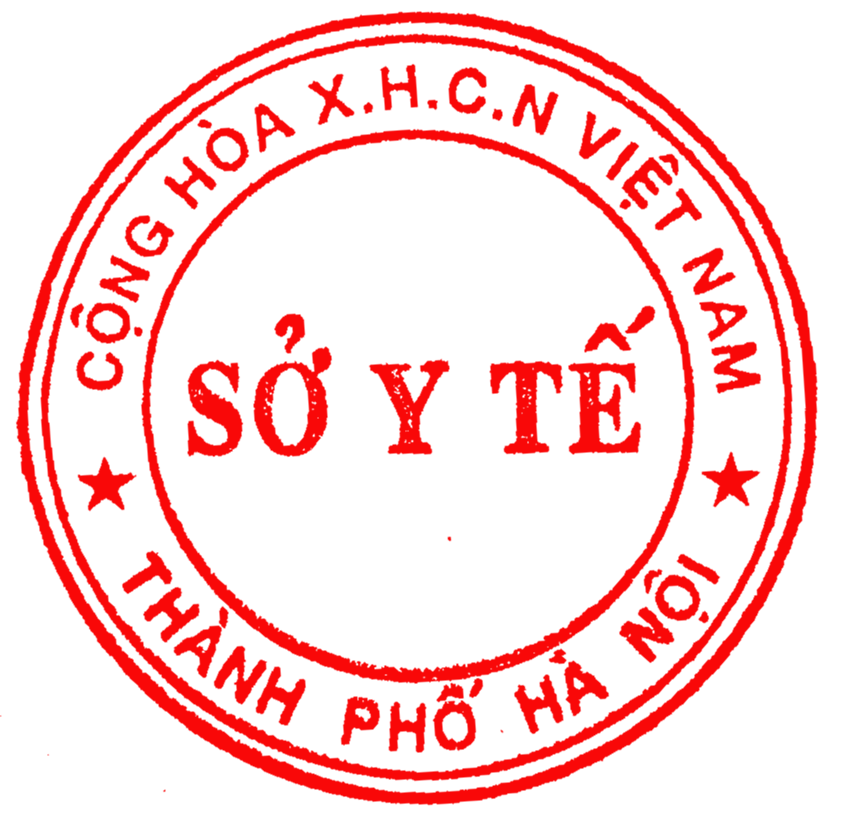 CỘNG HÒA X.H.C.N VIỆT NAM
SỞ Y TẾ
★ THÀNH PHỐ HÀ NỘI ★